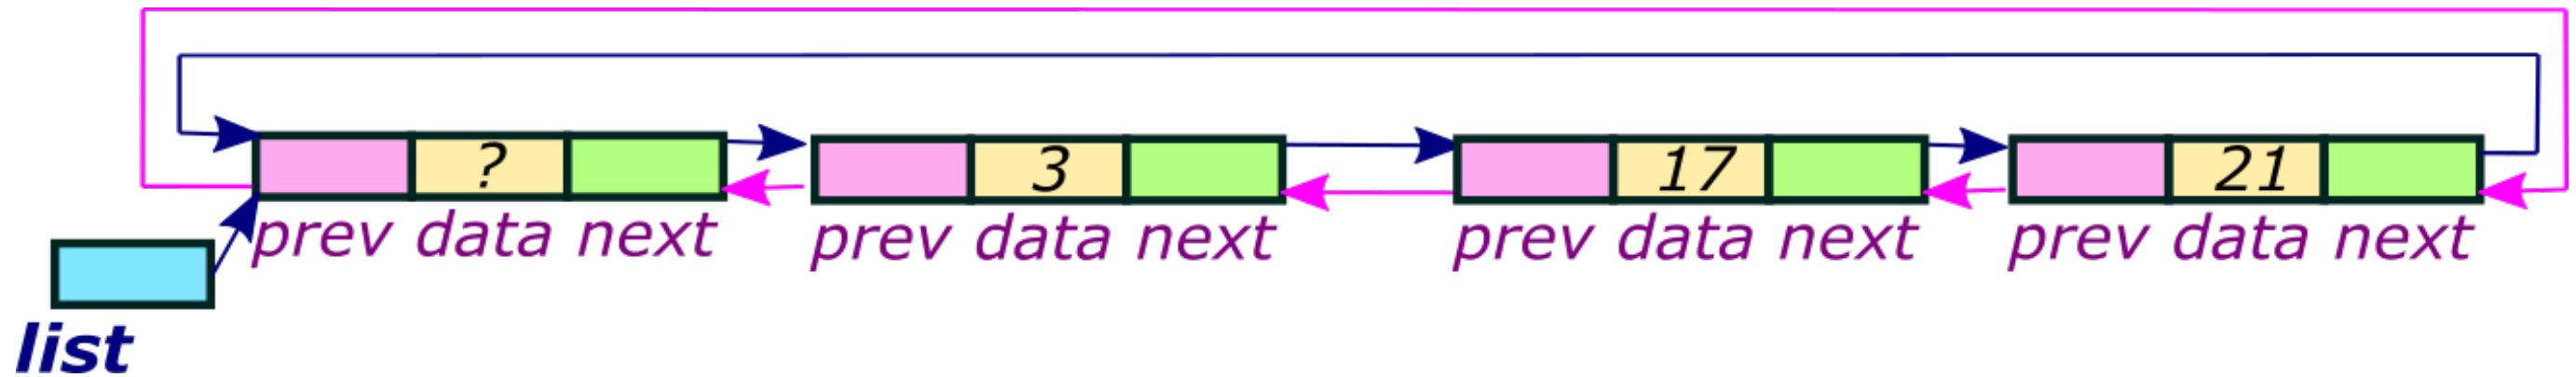 ? 3 17 21
prev data next prev data next prev data next prev data next
list